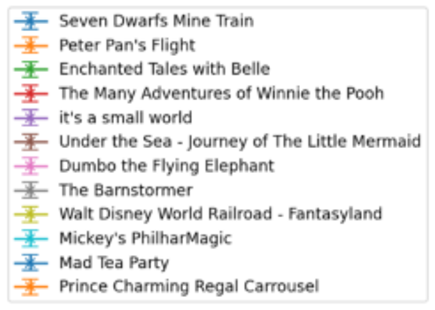 Seven Dwarfs Mine Train
Peter Pan's Flight
Enchanted Tales with Belle
The Many Adventures of Winnie the Pooh
it's a small world
Under the Sea - Journey of The Little Mermaid
Dumbo the Flying Elephant
The Barnstormer
Walt Disney World Railroad - Fantasyland
Mickey's PhilharMagic
Mad Tea Party
Prince Charming Regal Carrousel